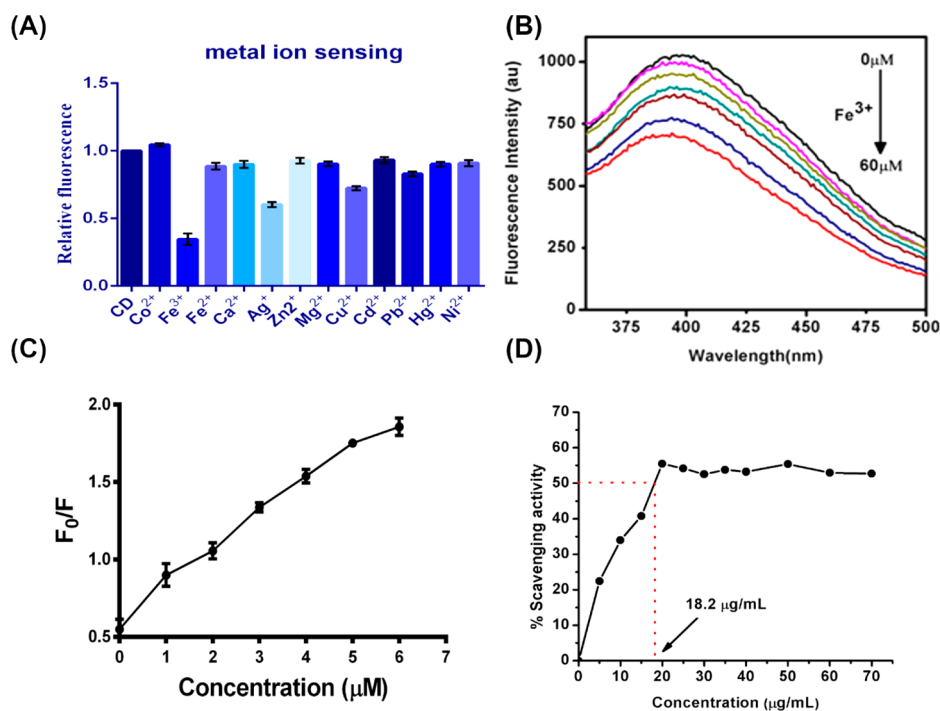 (A)
metal ion sensing
Relative fluorescence
1.5
1.0
0.5
0.0
CD
Co²⁺
Fe³⁺
Fe²⁺
Ca²⁺
Ag⁺
Zn2⁺
Mg²⁺
Cu²⁺
Cd²⁺
Pb²⁺
Hg²⁺
Ni²⁺
(B)
Fluorescence Intensity (au)
1000
750
500
250
0
0μM
Fe³⁺
60μM
375 400 425 450 475 500
Wavelength(nm)
(C)
F₀/F
2.0
1.5
1.0
0.5
0 1 2 3 4 5 6 7
Concentration (μM)
(D)
% Scavenging activity
70
60
50
40
30
20
10
0
18.2 μg/mL
0 10 20 30 40 50 60 70
Concentration (μg/mL)